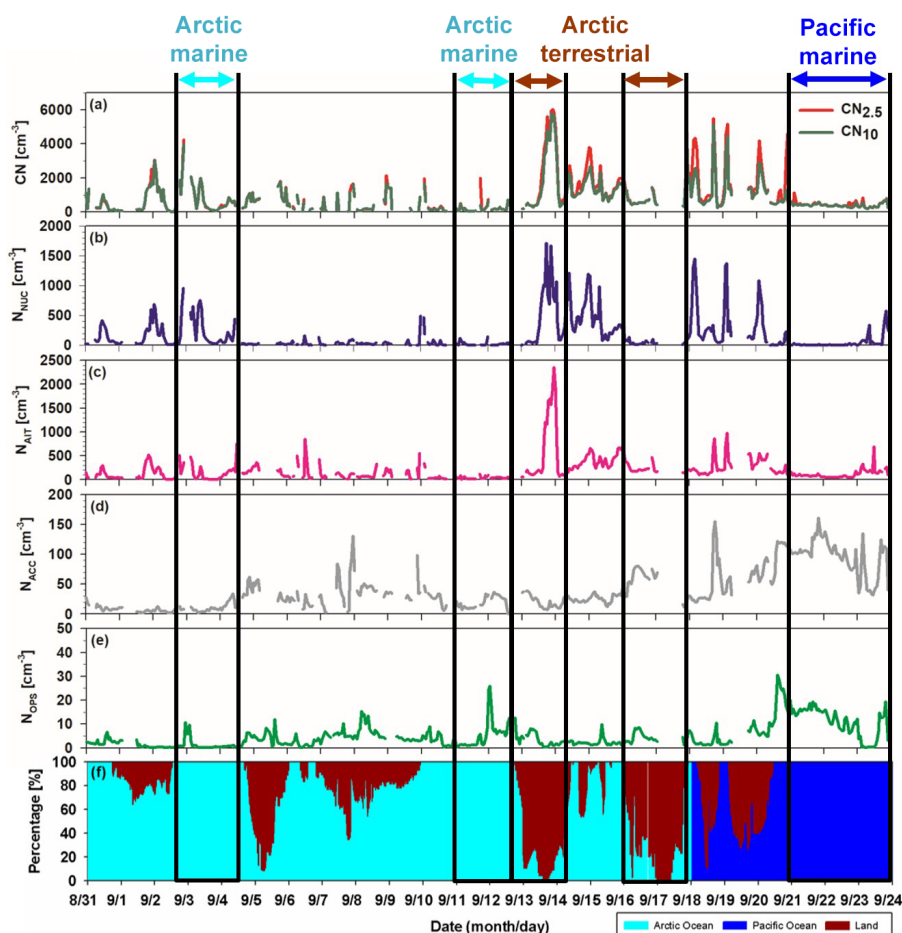 Arctic marine
Arctic marine
Arctic terrestrial
Pacific marine
(a)
CN2.5
CN10
CN [cm-3]
6000
4000
2000
0
(b)
NNUC [cm-3]
2000
1500
1000
500
0
(c)
NAIT [cm-3]
2500
2000
1500
1000
500
0
(d)
NACC [cm-3]
200
150
100
50
0
(e)
NOPS [cm-3]
50
40
30
20
10
0
(f)
Percentage [%]
100
80
60
40
20
0
8/31 9/1 9/2 9/3 9/4 9/5 9/6 9/7 9/8 9/9 9/10 9/11 9/12 9/13 9/14 9/15 9/16 9/17 9/18 9/19 9/20 9/21 9/22 9/23 9/24
Date (month/day)
Arctic Ocean Pacific Ocean Land